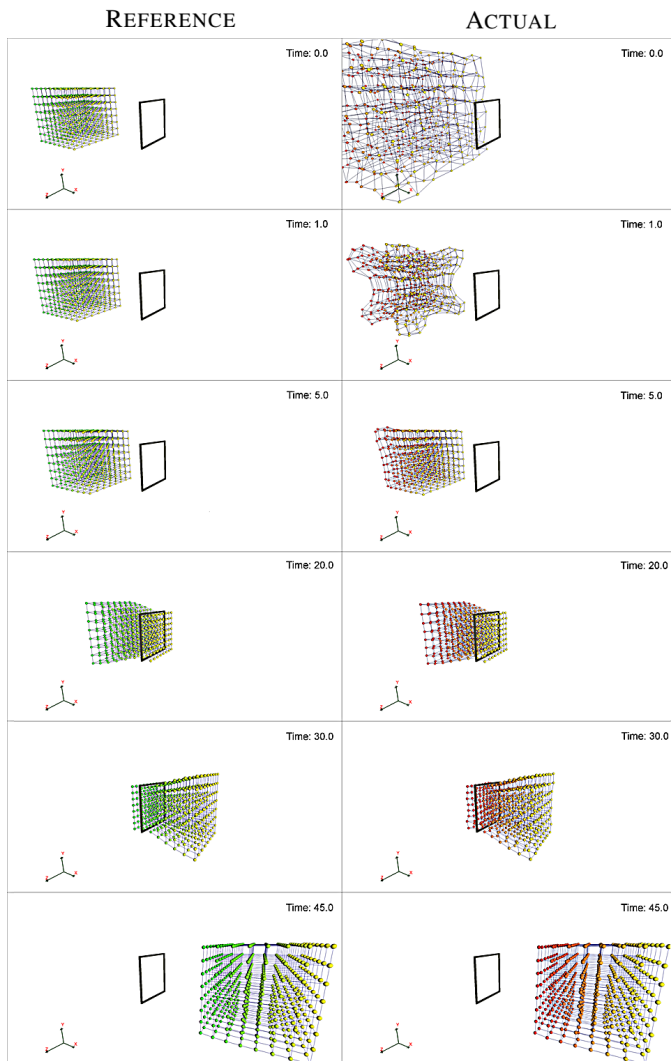 REFERENCE ACTUAL
Time: 0.0 Time: 0.0
Y Y
Z X Z X
Time: 1.0 Time: 1.0
Y Y
Z X Z X
Time: 5.0 Time: 5.0
Y Y
Z X Z X
Time: 20.0 Time: 20.0
Y Y
Z X Z X
Time: 30.0 Time: 30.0
Y Y
Z X Z X
Time: 45.0 Time: 45.0
Y Y
Z X Z X